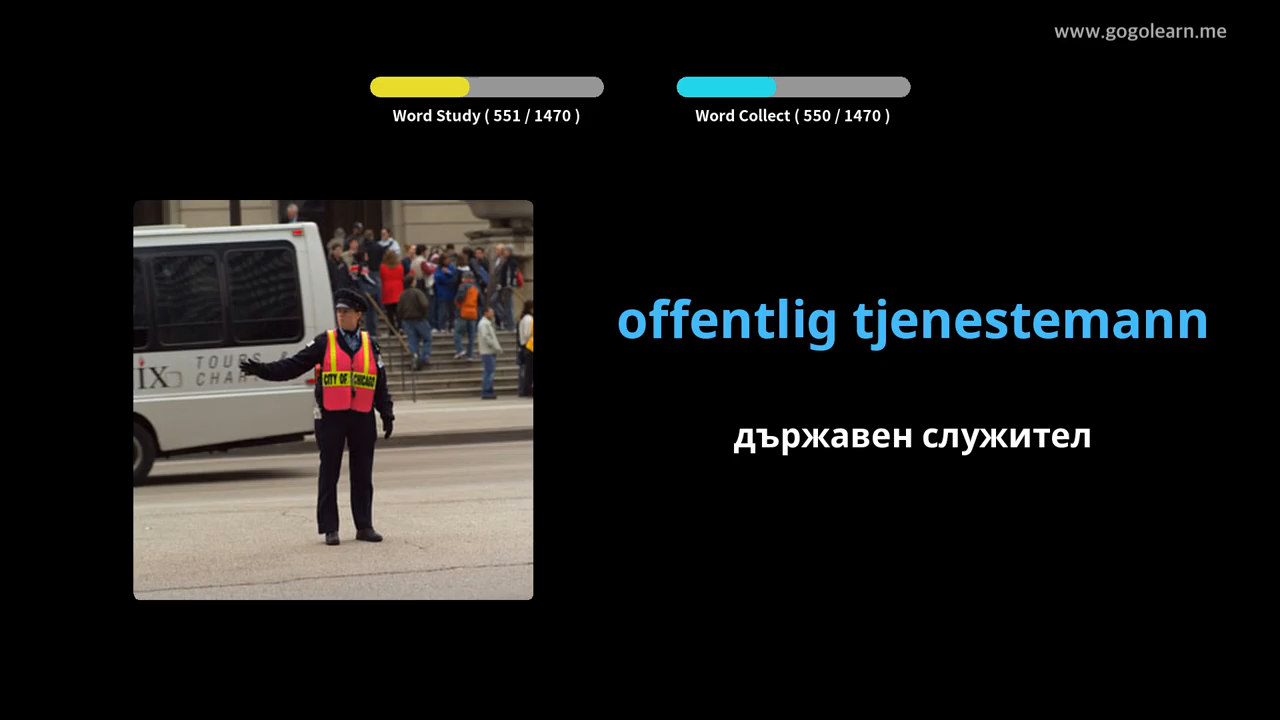 www.gogolearn.me
Word Study ( 551 / 1470 )
Word Collect ( 550 / 1470 )
offentlig tjenestemann
държавен служител
IX
TOURS &
CHAR
CITY OF CHICAGO